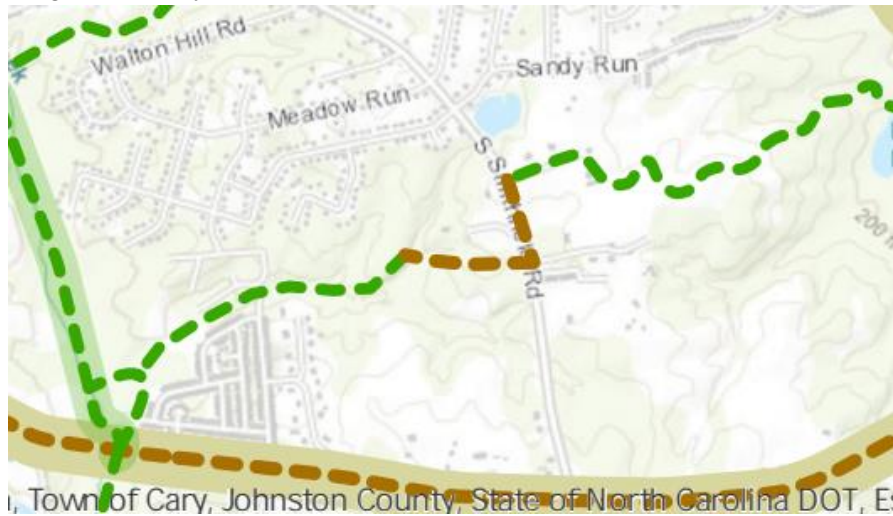 Walton Hill Rd
Sandy Run
Meadow Run
S Rd
200
, Town of Cary, Johnston County, State of North Carolina DOT, Es